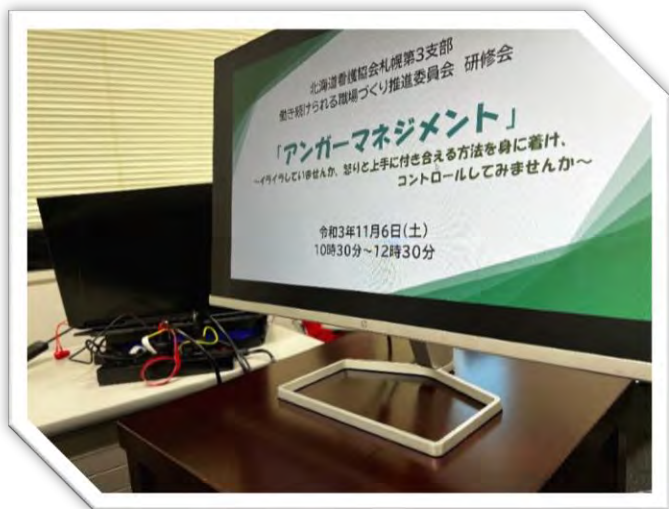 北海道看護協会札幌第3支部
働き続けられる職場づくり推進委員会 研修会
「アンガーマネジメント」
～イライラしていませんか、怒りと上手に付き合える方法を身に着け、
コントロールしてみませんか～
令和3年11月6日(土)
10時30分～12時30分